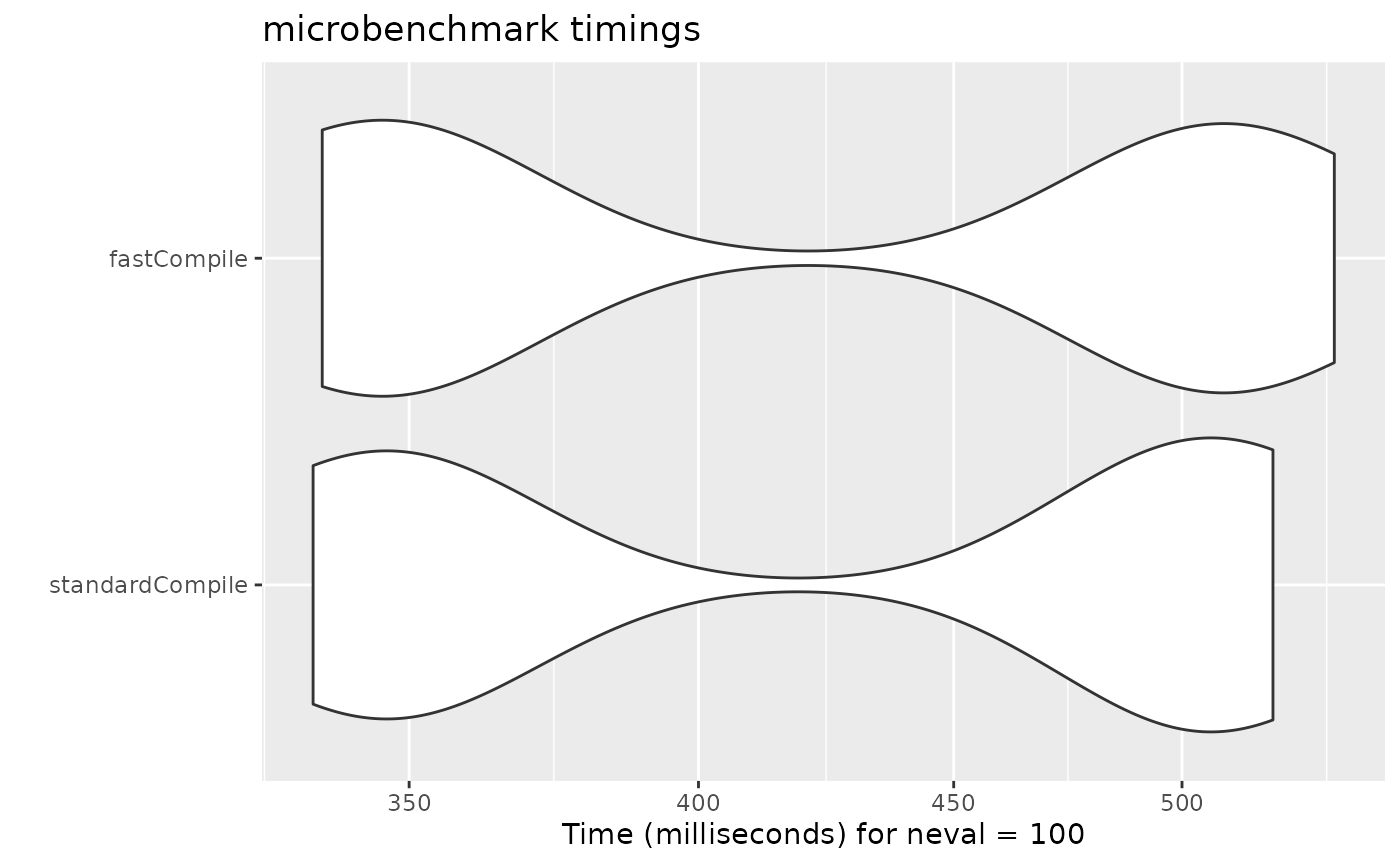 microbenchmark timings
fastCompile
standardCompile
350 400 450 500
Time (milliseconds) for neval = 100